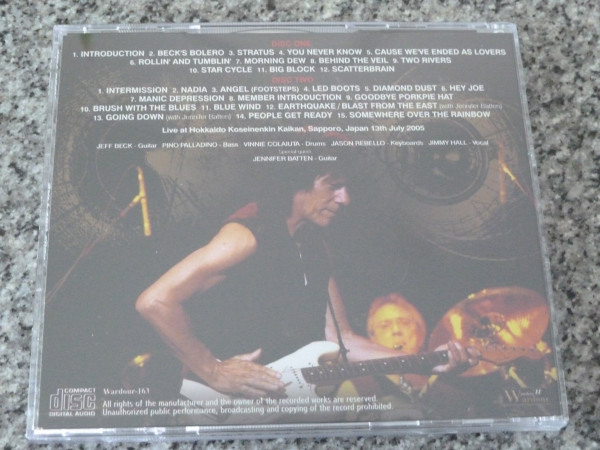 DISC ONE
1. INTRODUCTION 2. BECK'S BOLERO 3. STRATUS 4. YOU NEVER KNOW 5. CAUSE WE'VE ENDED AS LOVERS
6. ROLLIN' AND TUMBLIN' 7. MORNING DEW 8. BEHIND THE VEIL 9. TWO RIVERS
10. STAR CYCLE 11. BIG BLOCK 12. SCATTERBRAIN
DISC TWO
1. INTERMISSION 2. NADIA 3. ANGEL (FOOTSTEPS) 4. LED BOOTS 5. DIAMOND DUST 6. HEY JOE
7. MANIC DEPRESSION 8. MEMBER INTRODUCTION 9. GOODBYE PORKPIE HAT
10. BRUSH WITH THE BLUES 11. BLUE WIND 12. EARTHQUAKE / BLAST FROM THE EAST (with Jennifer Batten)
13. GOING DOWN (with Jennifer Batten) 14. PEOPLE GET READY 15. SOMEWHERE OVER THE RAINBOW
Live at Hokkaido Koseinenkin Kaikan, Sapporo, Japan 13th July 2005
JEFF BECK - Guitar PINO PALLADINO - Bass VINNIE COLAIUTA - Drums JASON REBELLO - Keyboards JIMMY HALL - Vocal
JENNIFER BATTEN - Guitar
COMPACT
disc
DIGITAL AUDIO
Wardour-163
All rights of the manufacturer and the owner of the recorded works are reserved.
Unauthorized public performance, broadcasting and copying of the record prohibited.